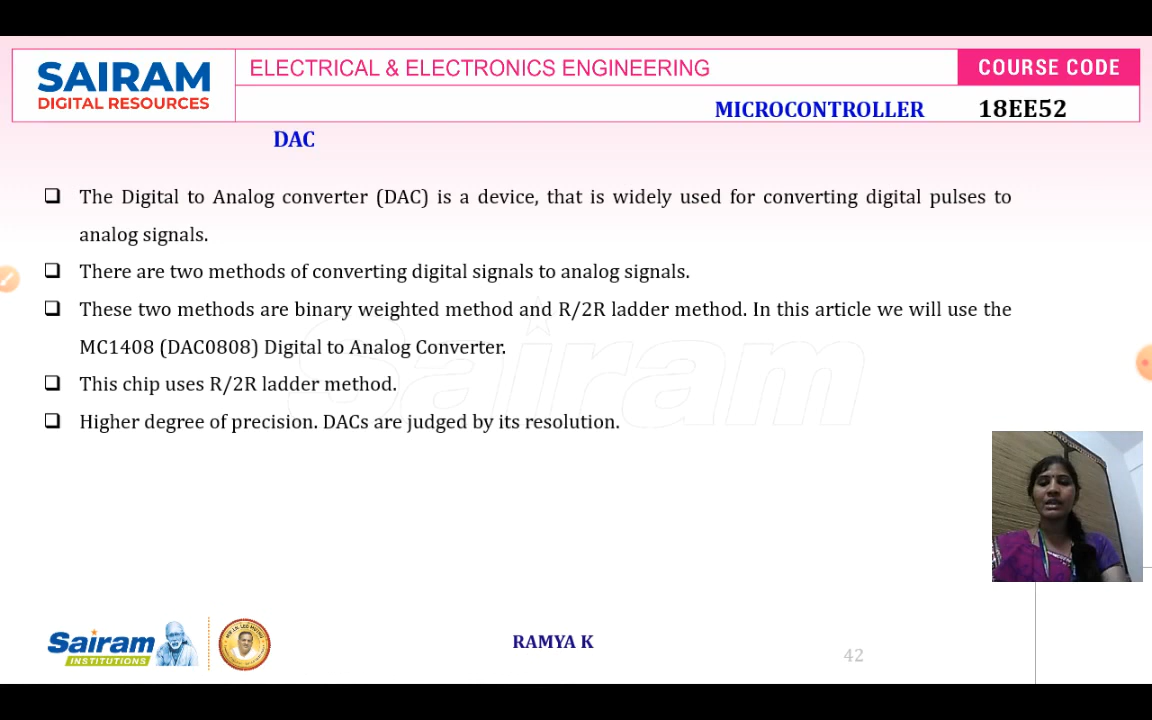 SAIRAM
DIGITAL RESOURCES
ELECTRICAL & ELECTRONICS ENGINEERING
COURSE CODE
MICROCONTROLLER
18EE52
DAC
❑ The Digital to Analog converter (DAC) is a device, that is widely used for converting digital pulses to
analog signals.
❑ There are two methods of converting digital signals to analog signals.
❑ These two methods are binary weighted method and R/2R ladder method. In this article we will use the
MC1408 (DAC0808) Digital to Analog Converter.
❑ This chip uses R/2R ladder method.
❑ Higher degree of precision. DACs are judged by its resolution.
Sairam
Sairam
INSTITUTIONS
RAMYA K
42